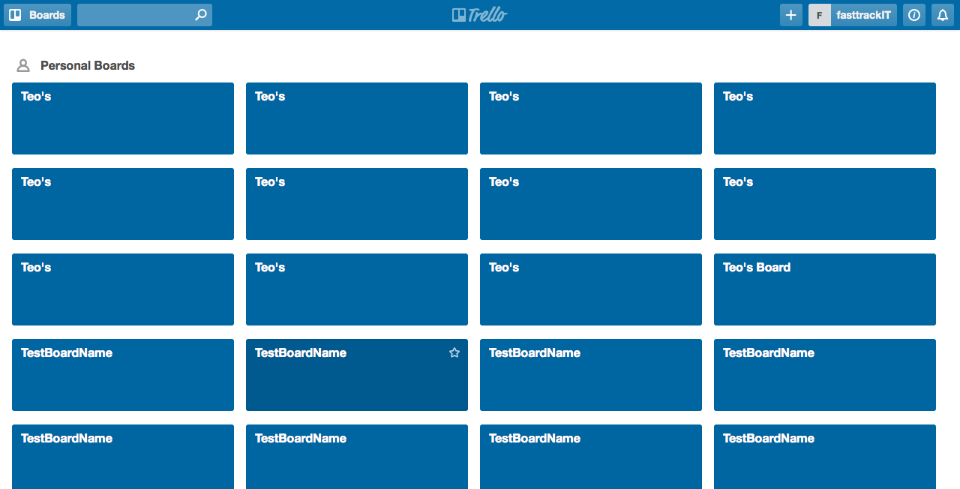 Boards
Trello
F fasttrackIT
Personal Boards
Teo's Teo's Teo's Teo's
Teo's Teo's Teo's Teo's
Teo's Teo's Teo's Teo's Board
TestBoardName TestBoardName TestBoardName TestBoardName
TestBoardName TestBoardName TestBoardName TestBoardName